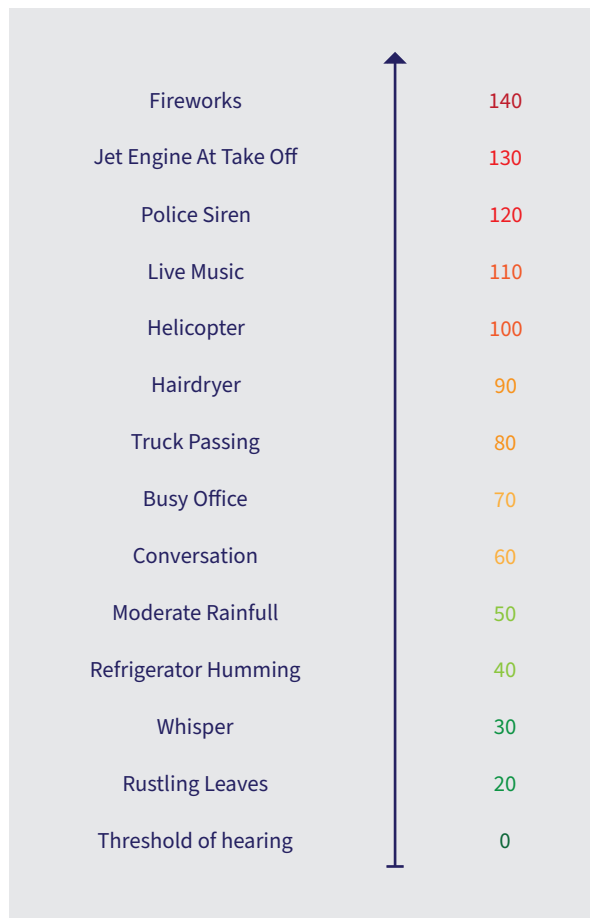 Fireworks 140
Jet Engine At Take Off 130
Police Siren 120
Live Music 110
Helicopter 100
Hairdryer 90
Truck Passing 80
Busy Office 70
Conversation 60
Moderate Rainfull 50
Refrigerator Humming 40
Whisper 30
Rustling Leaves 20
Threshold of hearing 0